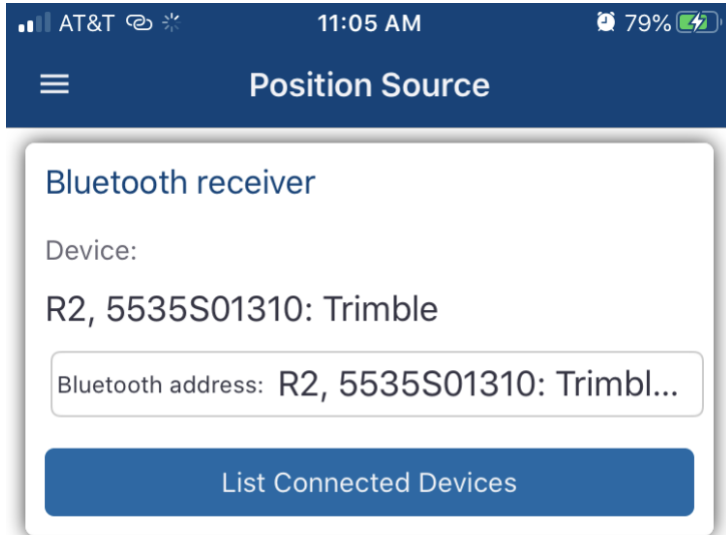 AT&T 11:05 AM 79%
Position Source
Bluetooth receiver
Device:
R2, 5535S01310: Trimble
Bluetooth address: R2, 5535S01310: Trimbl...
List Connected Devices